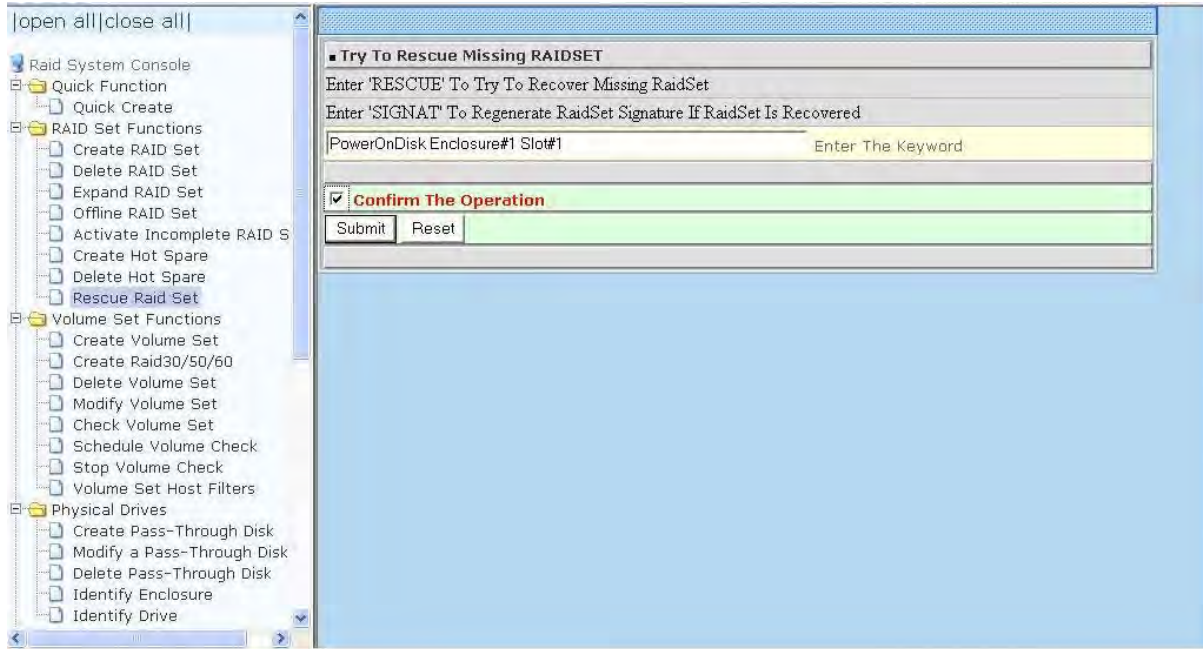 |open all|close all|
Raid System Console
Quick Function
Quick Create
RAID Set Functions
Create RAID Set
Delete RAID Set
Expand RAID Set
Offline RAID Set
Activate Incomplete RAID S
Create Hot Spare
Delete Hot Spare
Rescue Raid Set
Volume Set Functions
Create Volume Set
Create Raid30/50/60
Delete Volume Set
Modify Volume Set
Check Volume Set
Schedule Volume Check
Stop Volume Check
Volume Set Host Filters
Physical Drives
Create Pass-Through Disk
Modify a Pass-Through Disk
Delete Pass-Through Disk
Identify Enclosure
Identify Drive
Try To Rescue Missing RAIDSET
Enter 'RESCUE' To Try To Recover Missing RaidSet
Enter 'SIGNAT' To Regenerate RaidSet Signature If RaidSet Is Recovered
PowerOnDisk Enclosure#1 Slot#1 Enter The Keyword
Confirm The Operation
Submit Reset